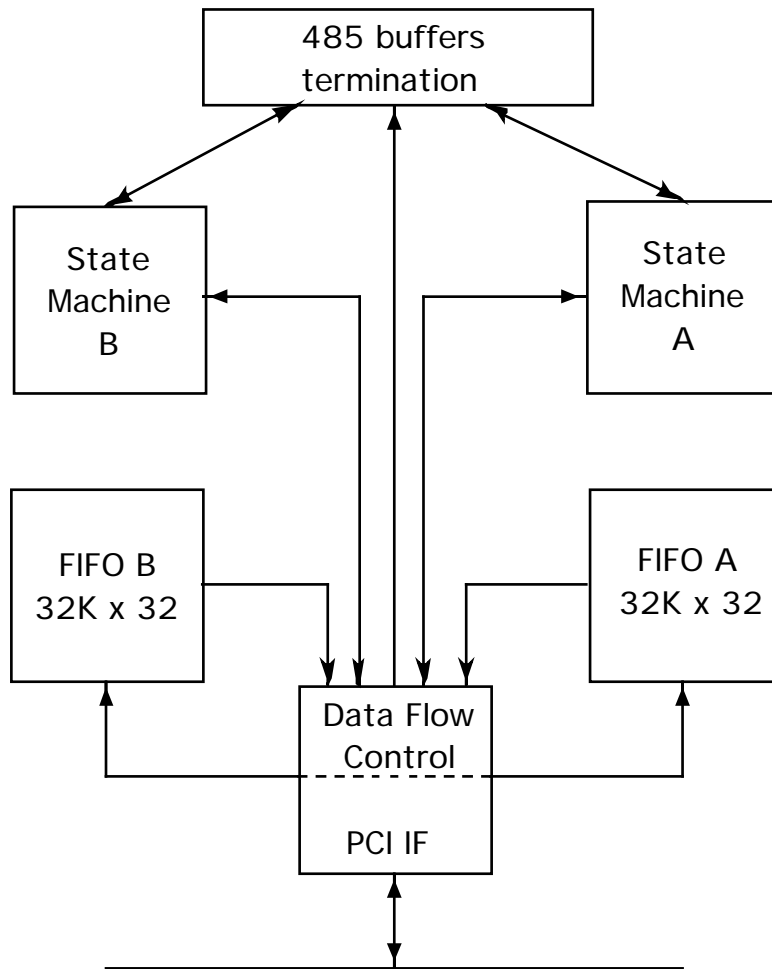 485 buffers
termination
State
Machine
B
State
Machine
A
FIFO B
32K x 32
FIFO A
32K x 32
Data Flow
Control
PCI IF